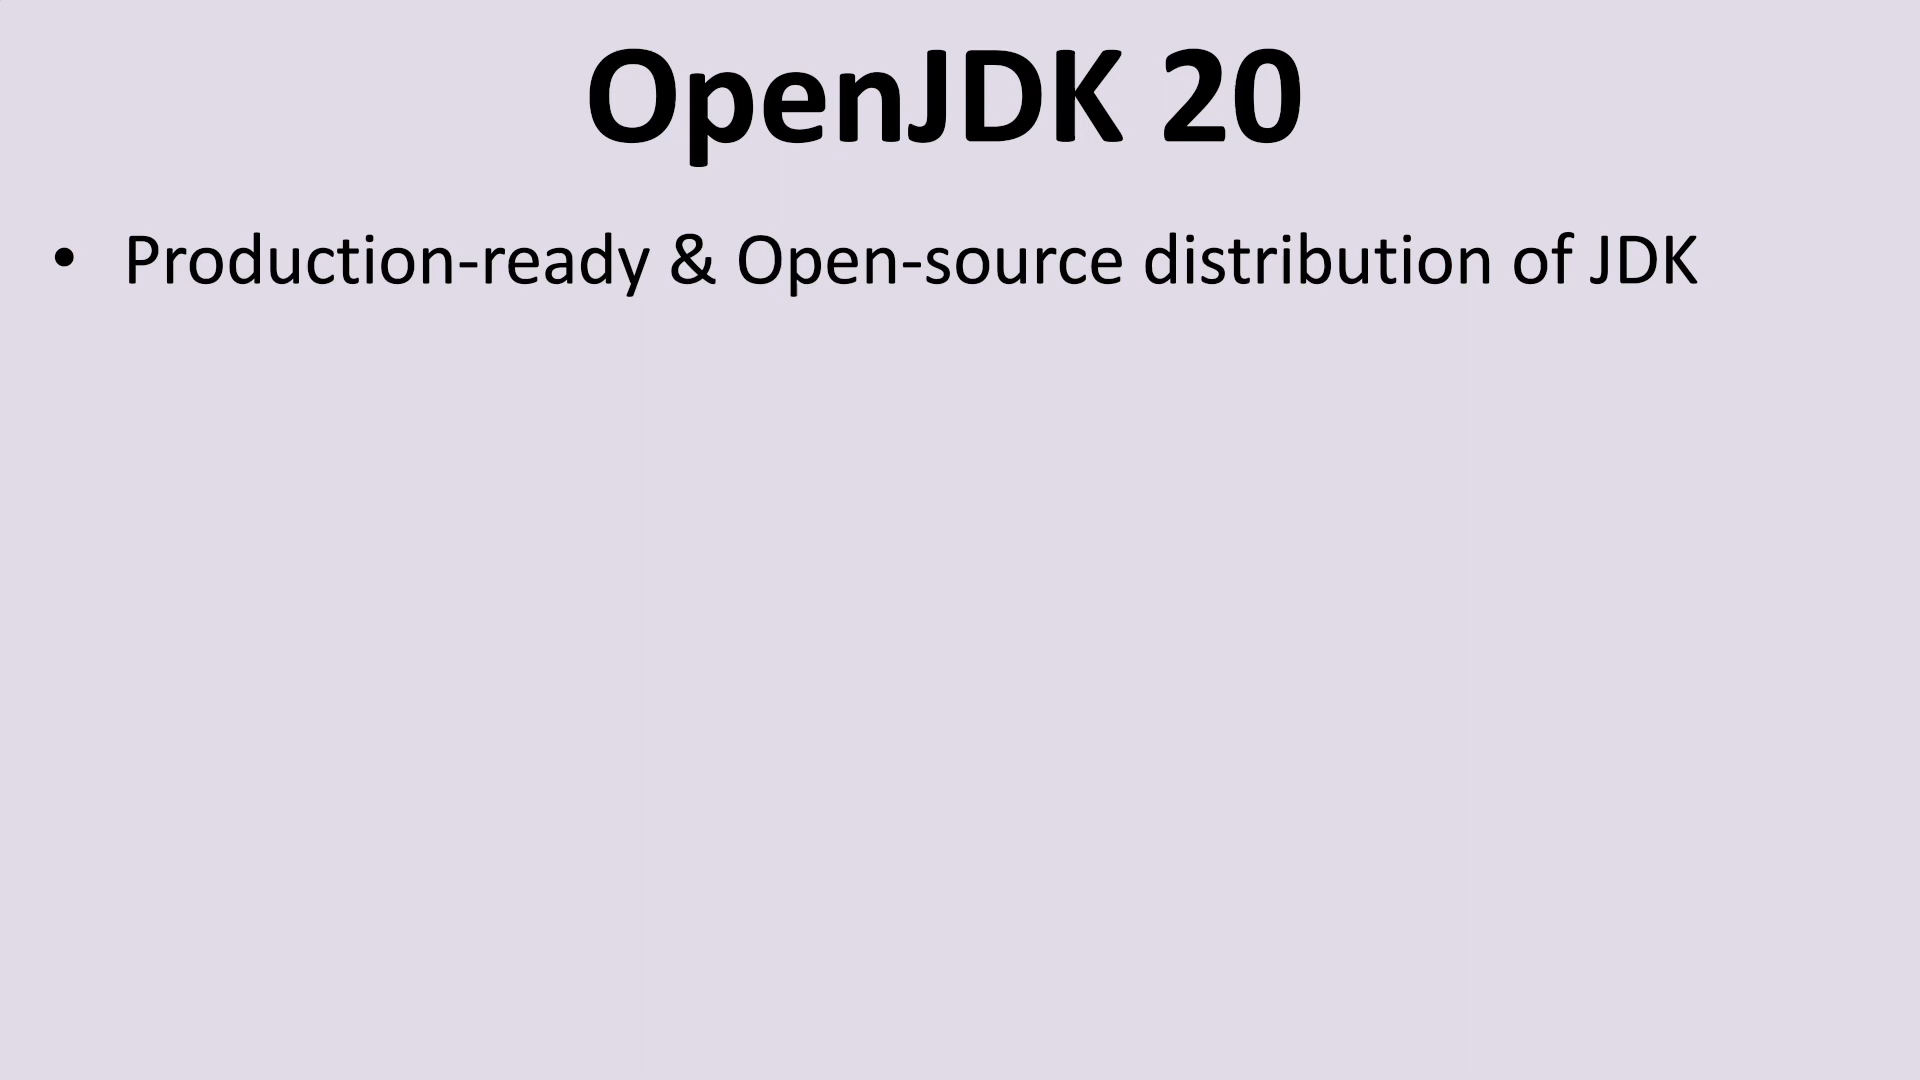 OpenJDK 20
• Production-ready & Open-source distribution of JDK